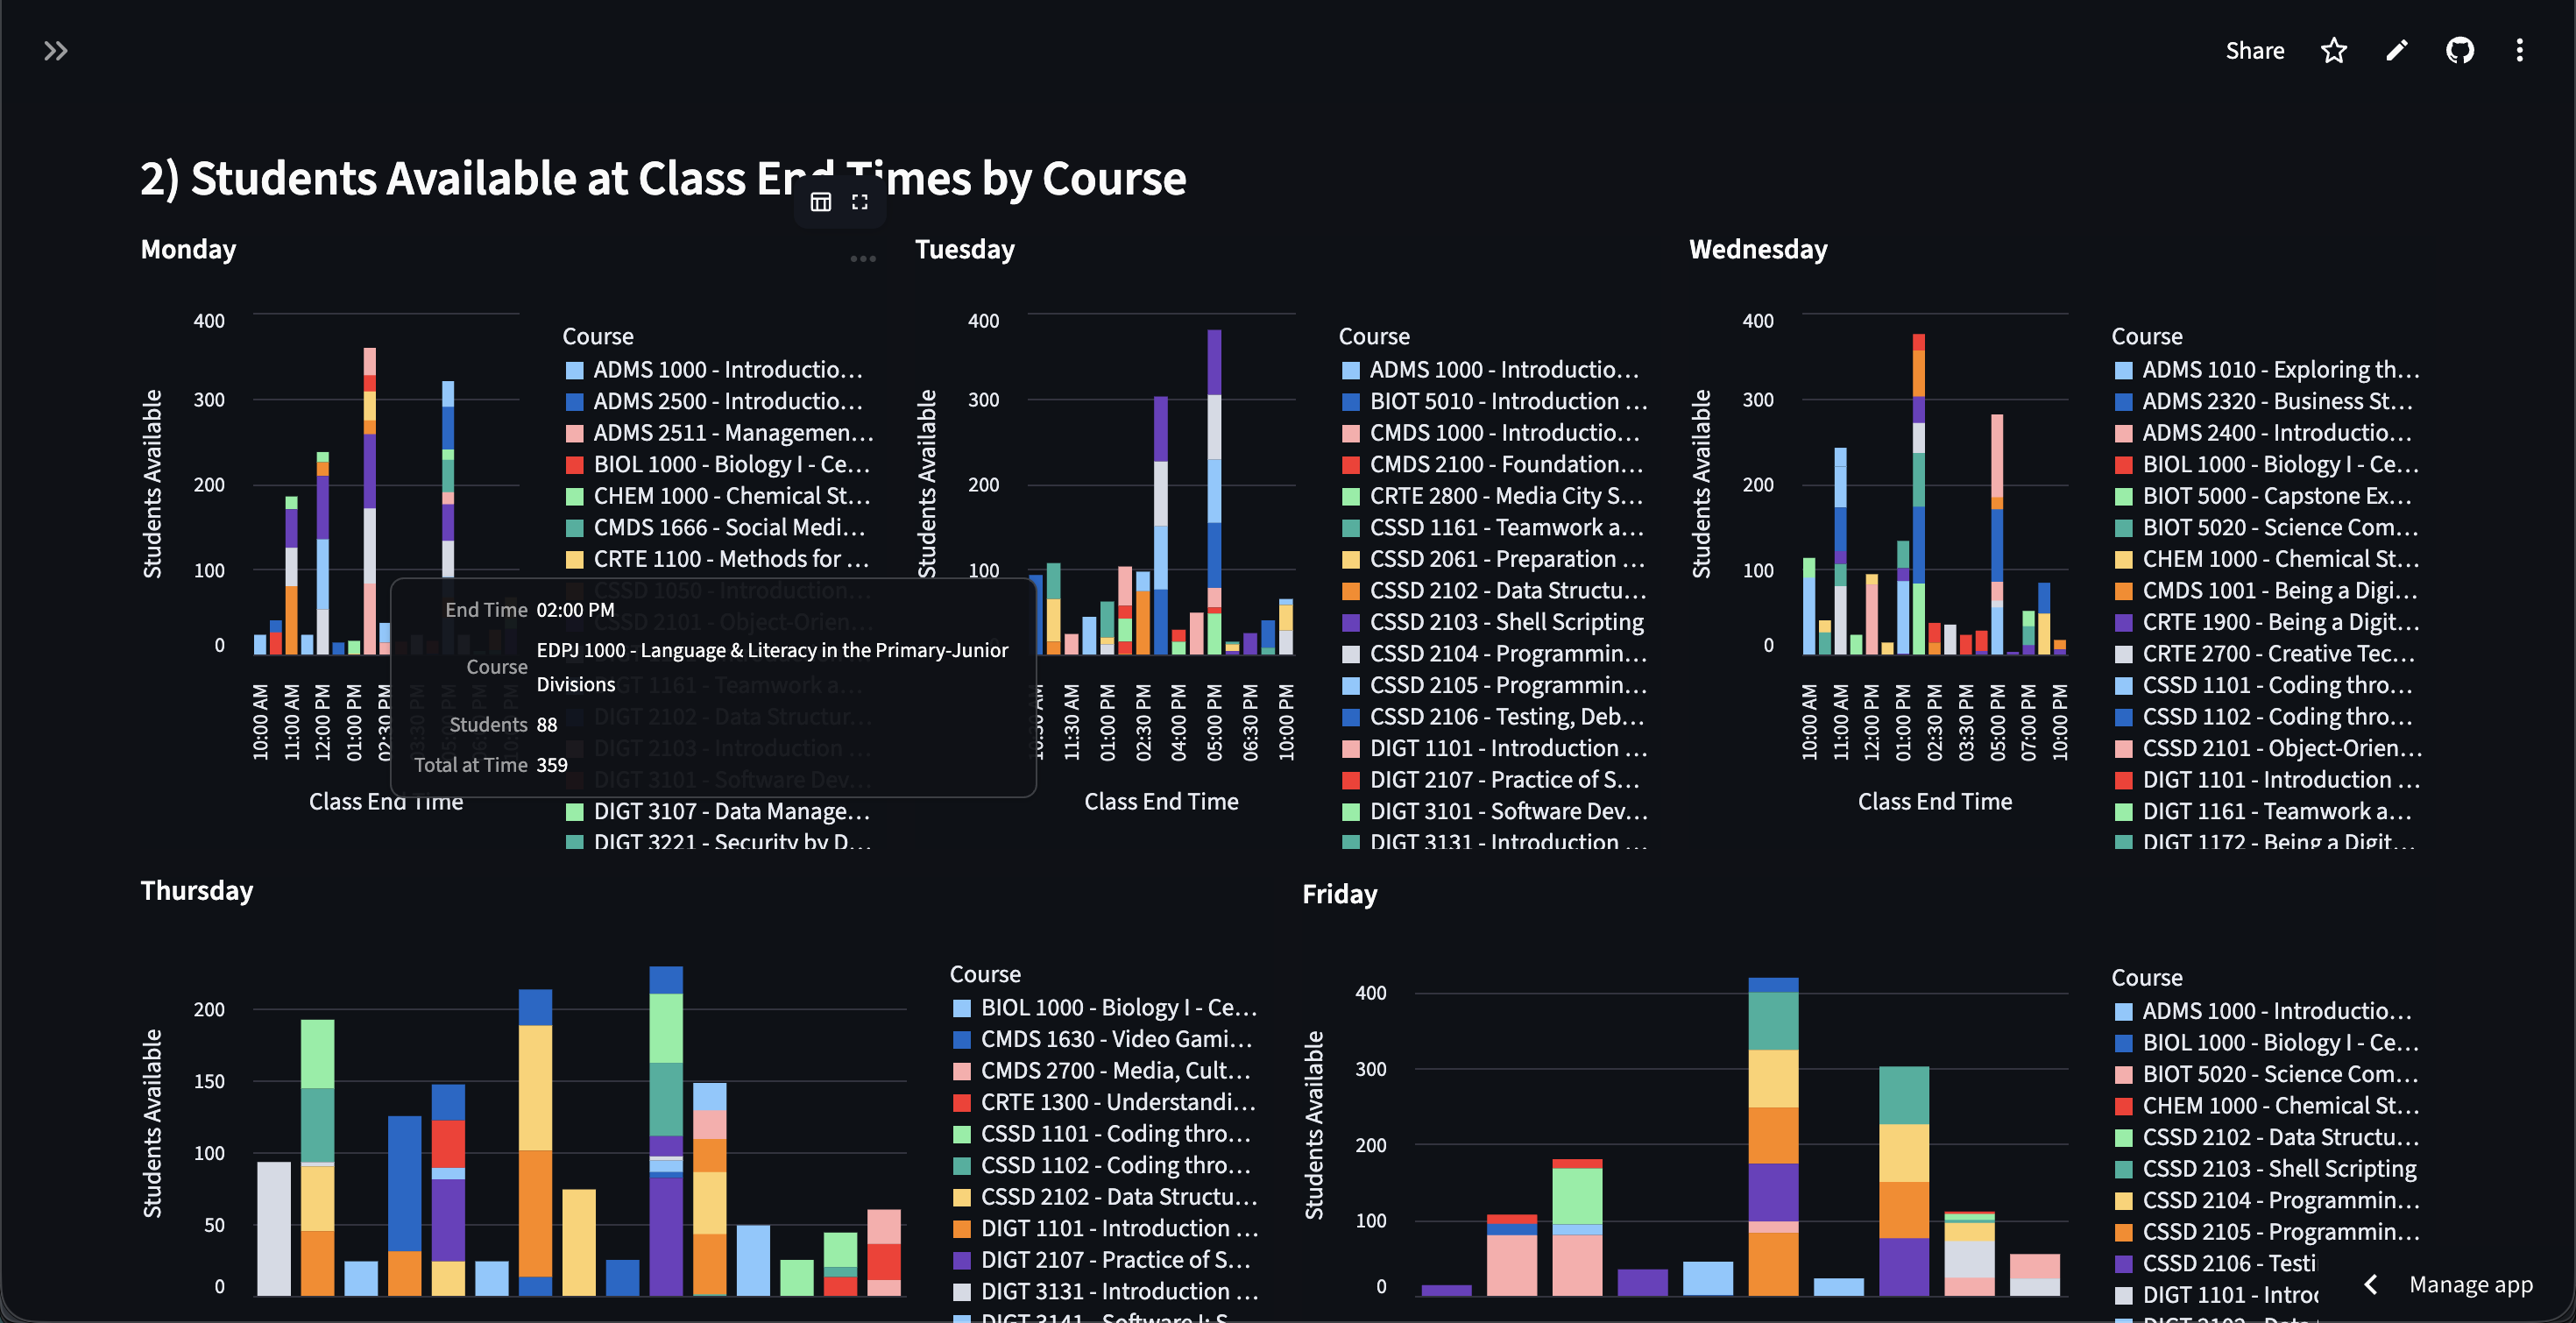 Share
2) Students Available at Class End Times by Course
Monday
Students Available
400
300
200
100
0
10:00 AM
11:00 AM
12:00 PM
01:00 PM
02:30 PM
03:30 PM
05:00 PM
Class End Time
Course
ADMS 1000 - Introductio…
ADMS 2500 - Introductio…
ADMS 2511 - Managemen…
BIOL 1000 - Biology I - Ce…
CHEM 1000 - Chemical St…
CMDS 1666 - Social Medi…
CRTE 1100 - Methods for …
CSSD 1050 - Introduction…
CSSD 2101 - Object-Orien…
DIGT 1161 - Teamwork a…
DIGT 2102 - Data Structur…
DIGT 2103 - Introduction …
DIGT 3101 - Software Dev…
DIGT 3107 - Data Manage…
DIGT 3221 - Security by D…
End Time 02:00 PM
Course EDPJ 1000 - Language & Literacy in the Primary-Junior
Divisions
Students 88
Total at Time 359
Tuesday
Students Available
400
300
200
100
10:30 AM
11:30 AM
01:00 PM
02:30 PM
04:00 PM
05:00 PM
06:30 PM
10:00 PM
Class End Time
Course
ADMS 1000 - Introductio…
BIOT 5010 - Introduction …
CMDS 1000 - Introductio…
CMDS 2100 - Foundation…
CRTE 2800 - Media City S…
CSSD 1161 - Teamwork a…
CSSD 2061 - Preparation …
CSSD 2102 - Data Structu…
CSSD 2103 - Shell Scripting
CSSD 2104 - Programmin…
CSSD 2105 - Programmin…
CSSD 2106 - Testing, Deb…
DIGT 1101 - Introduction …
DIGT 2107 - Practice of S…
DIGT 3101 - Software Dev…
DIGT 3131 - Introduction …
Wednesday
Students Available
400
300
200
100
0
10:00 AM
11:00 AM
12:00 PM
01:00 PM
02:30 PM
03:30 PM
05:00 PM
07:00 PM
10:00 PM
Class End Time
Course
ADMS 1010 - Exploring th…
ADMS 2320 - Business St…
ADMS 2400 - Introductio…
BIOL 1000 - Biology I - Ce…
BIOT 5000 - Capstone Ex…
BIOT 5020 - Science Com…
CHEM 1000 - Chemical St…
CMDS 1001 - Being a Digi…
CRTE 1900 - Being a Digit…
CRTE 2700 - Creative Tec…
CSSD 1101 - Coding thro…
CSSD 1102 - Coding thro…
CSSD 2101 - Object-Orien…
DIGT 1101 - Introduction …
DIGT 1161 - Teamwork a…
DIGT 1172 - Being a Digit…
Thursday
Students Available
200
150
100
50
0
Course
BIOL 1000 - Biology I - Ce…
CMDS 1630 - Video Gami…
CMDS 2700 - Media, Cult…
CRTE 1300 - Understandi…
CSSD 1101 - Coding thro…
CSSD 1102 - Coding thro…
CSSD 2102 - Data Structu…
DIGT 1101 - Introduction …
DIGT 2107 - Practice of S…
DIGT 3131 - Introduction …
DIGT 3141 - Software I: S…
Friday
Students Available
400
300
200
100
0
Course
ADMS 1000 - Introductio…
BIOL 1000 - Biology I - Ce…
BIOT 5020 - Science Com…
CHEM 1000 - Chemical St…
CSSD 2102 - Data Structu…
CSSD 2103 - Shell Scripting
CSSD 2104 - Programmin…
CSSD 2105 - Programmin…
CSSD 2106 - Testi
DIGT 1101 - Introd
Manage app